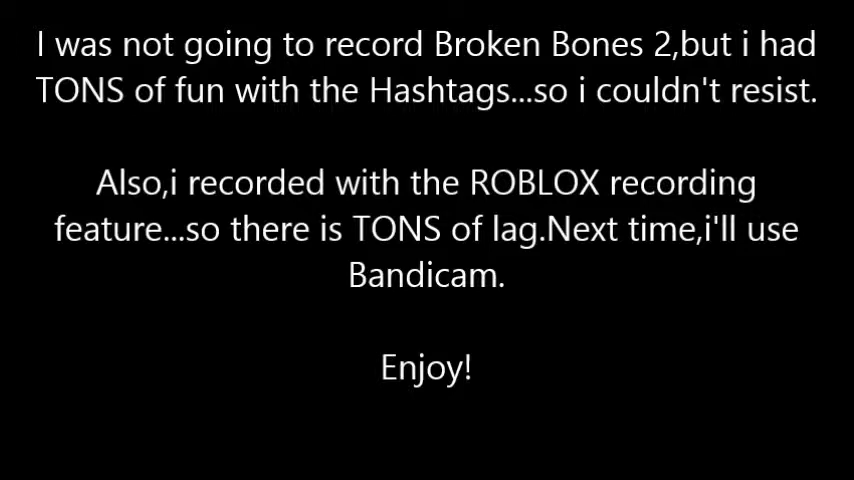 I was not going to record Broken Bones 2,but i had
TONS of fun with the Hashtags...so i couldn't resist.
Also,i recorded with the ROBLOX recording
feature...so there is TONS of lag.Next time,i'll use
Bandicam.
Enjoy!